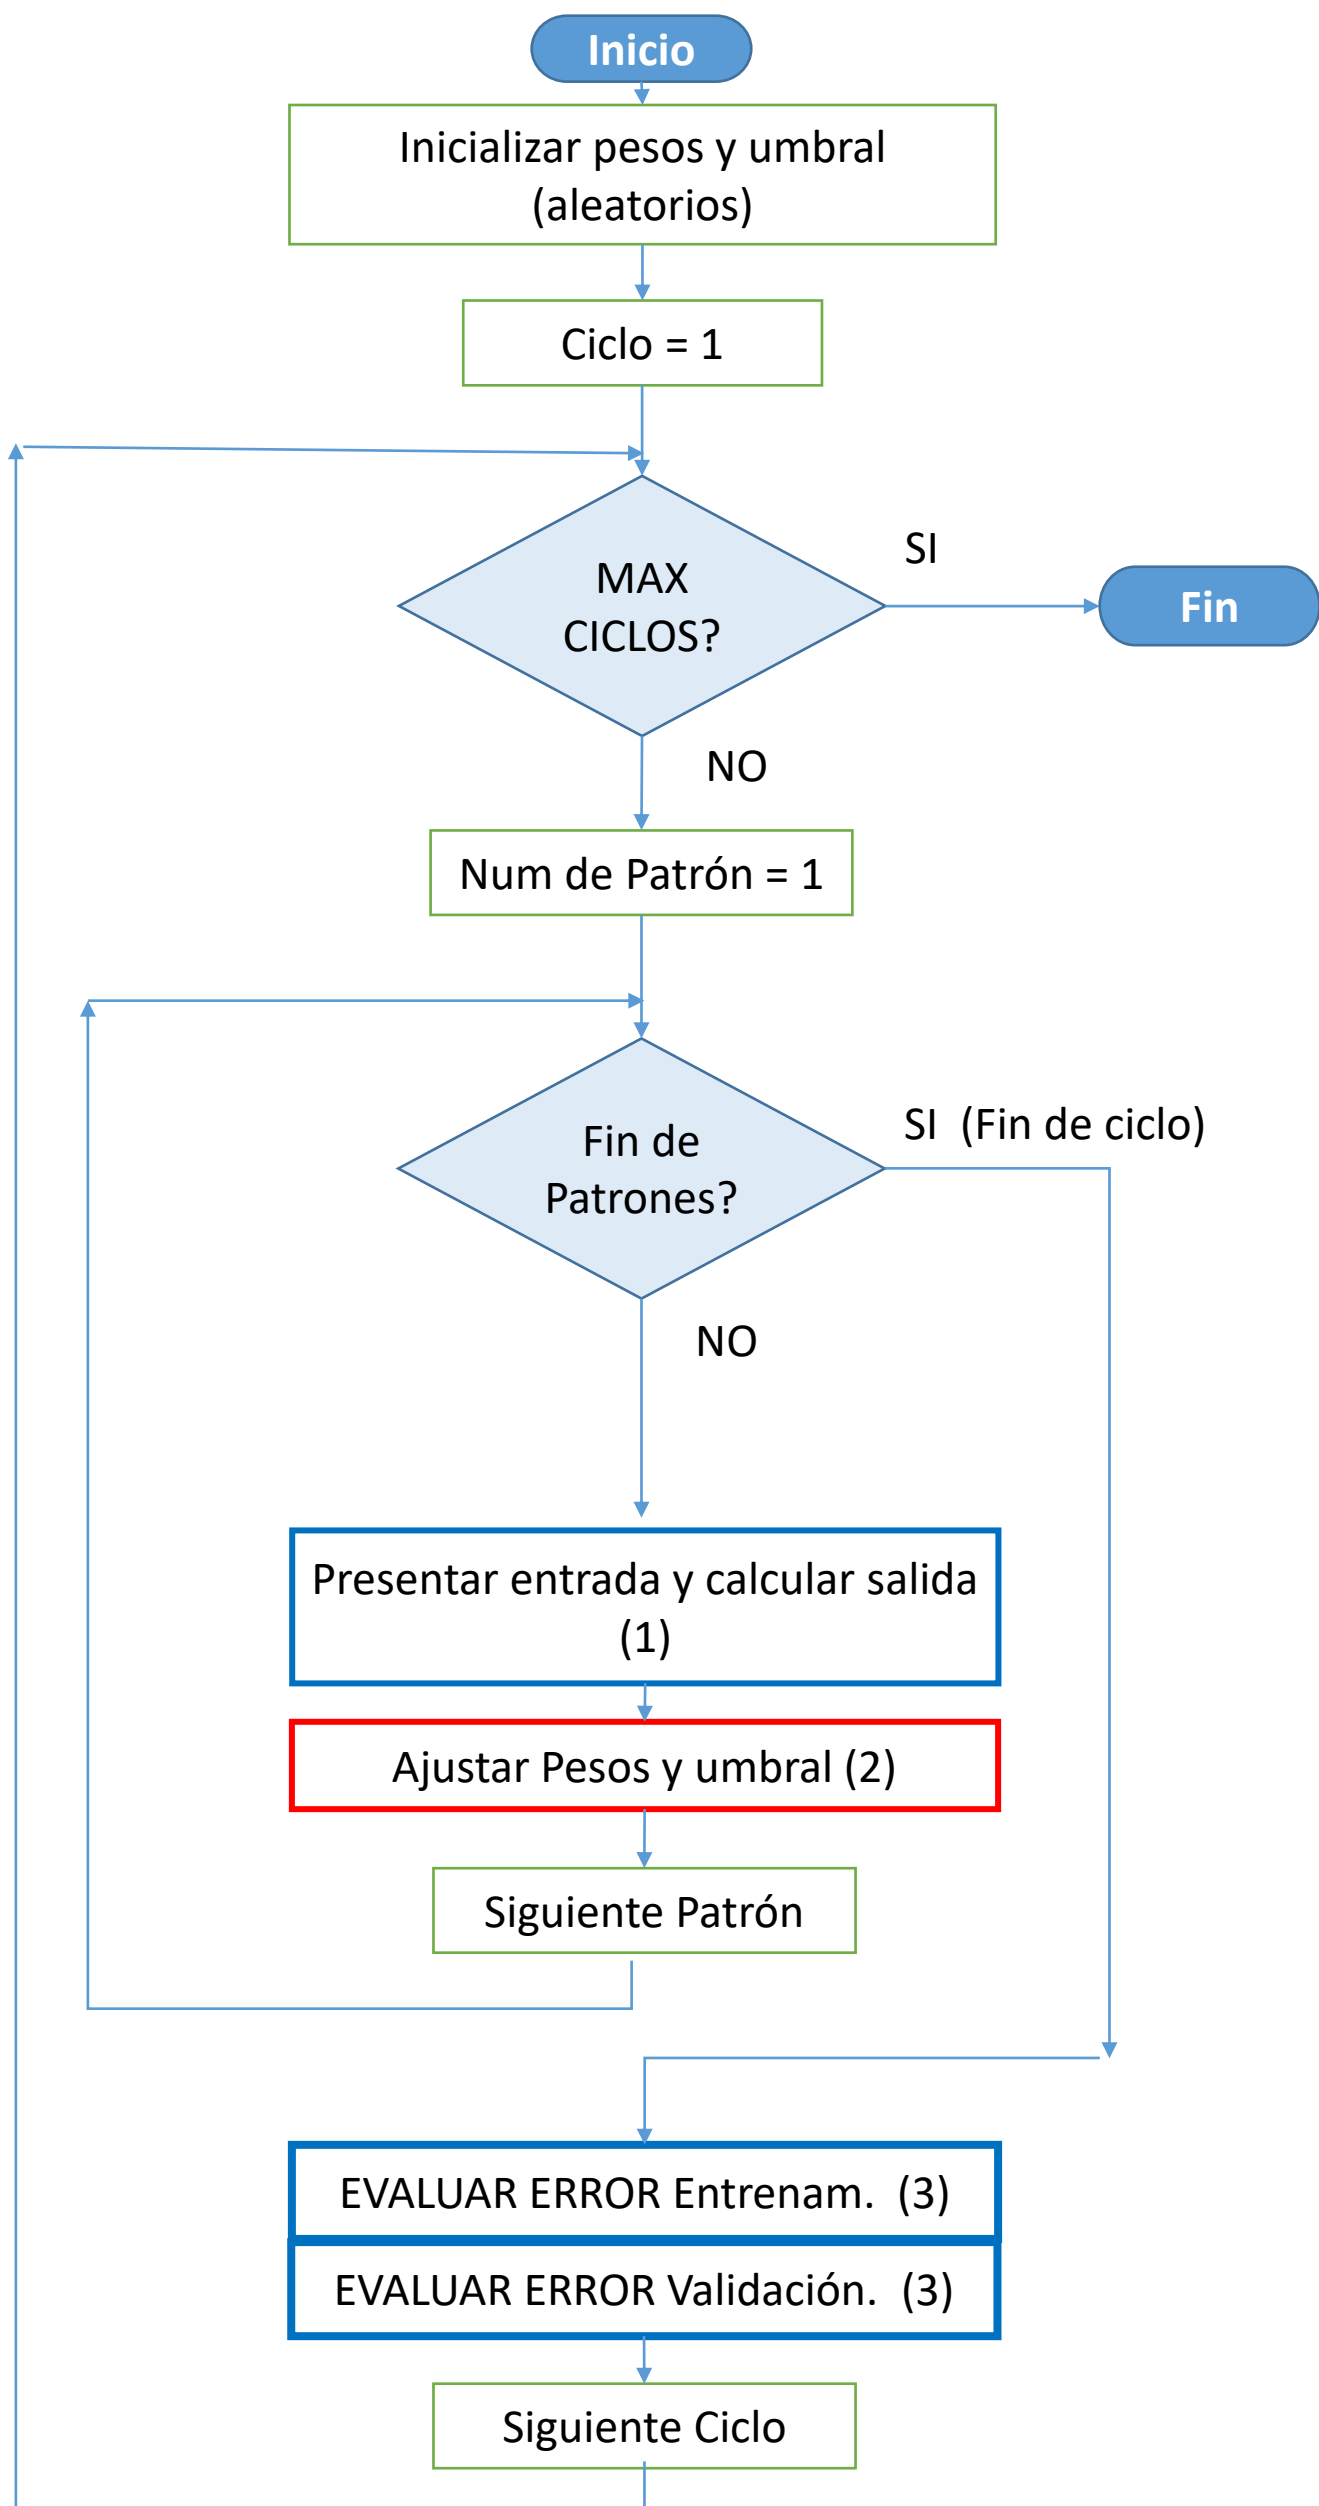 Inicio
Inicializar pesos y umbral
(aleatorios)
Ciclo = 1
MAX
CICLOS?
SI
Fin
NO
Num de Patrón = 1
Fin de
Patrones?
SI (Fin de ciclo)
NO
Presentar entrada y calcular salida
(1)
Ajustar Pesos y umbral (2)
Siguiente Patrón
EVALUAR ERROR Entrenam. (3)
EVALUAR ERROR Validación. (3)
Siguiente Ciclo